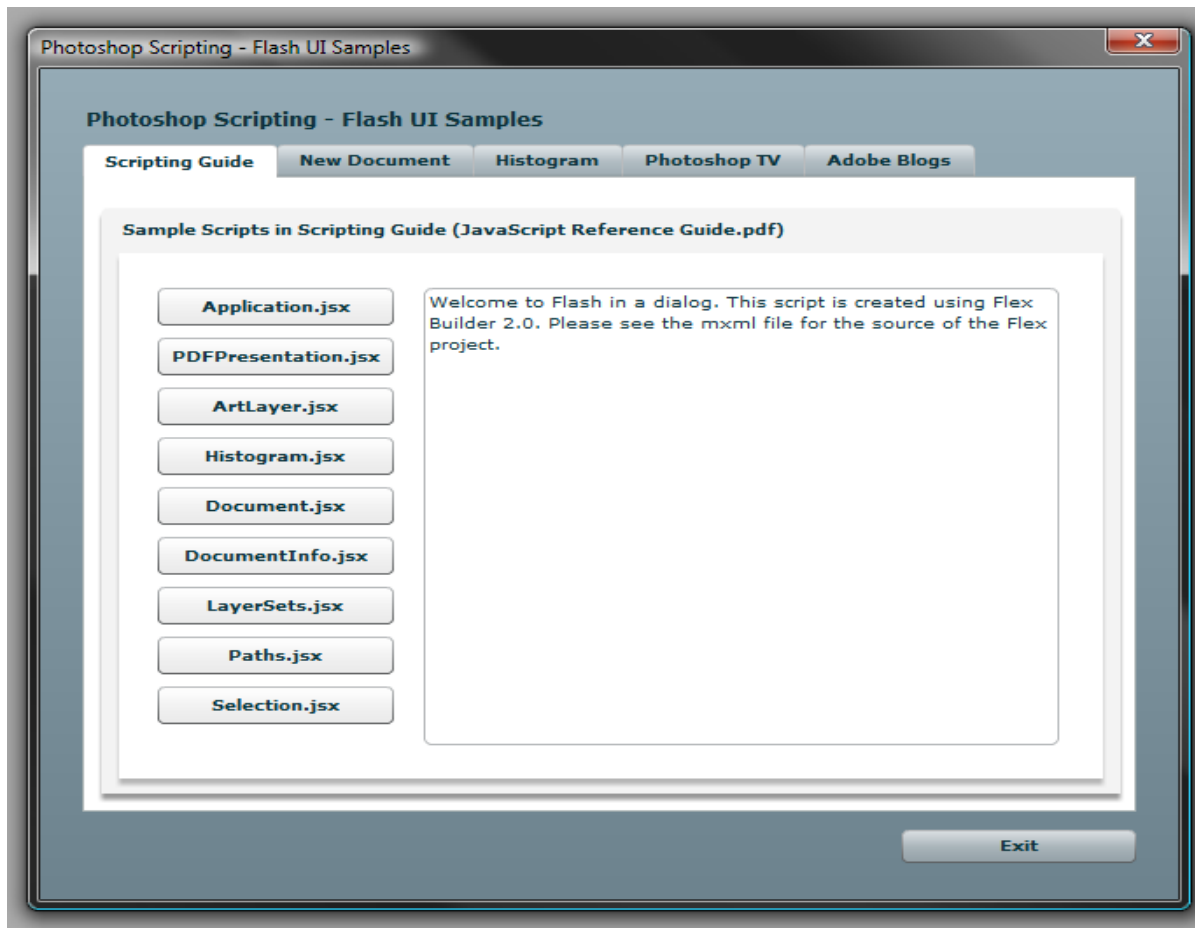 Photoshop Scripting - Flash UI Samples
X
Photoshop Scripting - Flash UI Samples
Scripting Guide New Document Histogram Photoshop TV Adobe Blogs
Sample Scripts in Scripting Guide (JavaScript Reference Guide.pdf)
Application.jsx
PDFPresentation.jsx
ArtLayer.jsx
Histogram.jsx
Document.jsx
DocumentInfo.jsx
LayerSets.jsx
Paths.jsx
Selection.jsx
Welcome to Flash in a dialog. This script is created using Flex
Builder 2.0. Please see the mxml file for the source of the Flex
project.
Exit